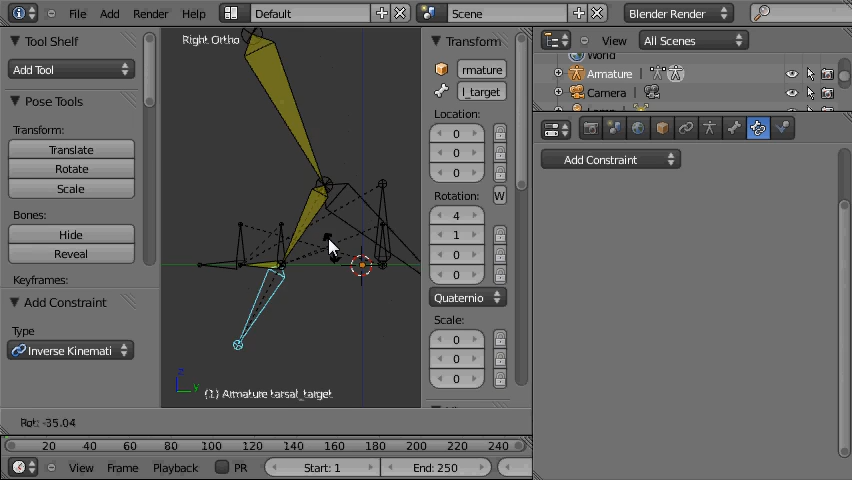 File Add Render Help Default Scene Blender Render
Tool Shelf
Add Tool
Pose Tools
Transform:
Translate
Rotate
Scale
Bones:
Hide
Reveal
Keyframes:
Add Constraint
Type
Inverse Kinemati
Right Ortho
z
y
(1) Armature tarsal_target
Transform
rmature
l_target
Location:
0
0
0
Rotation: W
4
1
0
0
Quaternio
Scale:
0
0
0
View All Scenes
World
Armature
Camera
Add Constraint
Rot: -35.04
20 40 60 80 100 120 140 160 180 200 220 240
View Frame Playback PR Start: 1 End: 250